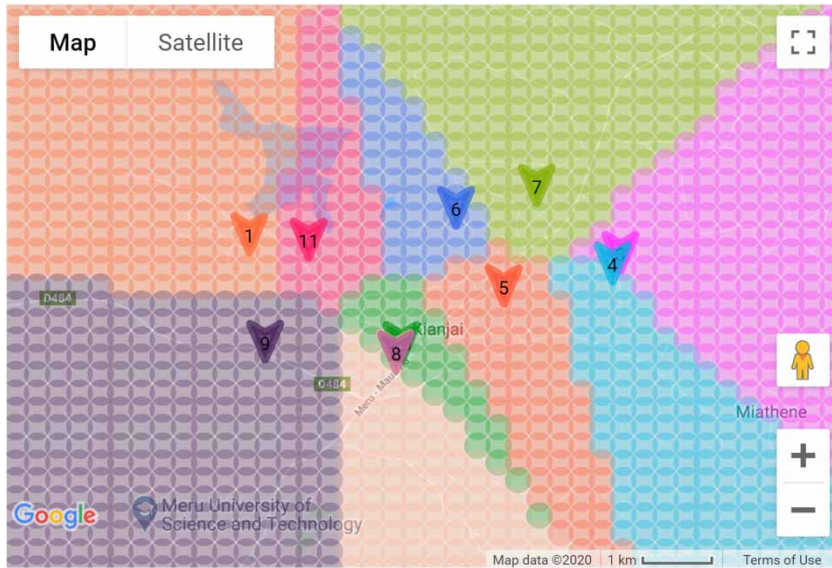 Map Satellite
7
6
1
11
4
5
D484
9
Kianjai
8
D484
Meru - Mau
Miathene
Google
Meru University of
Science and Technology
Map data ©2020 1 km Terms of Use